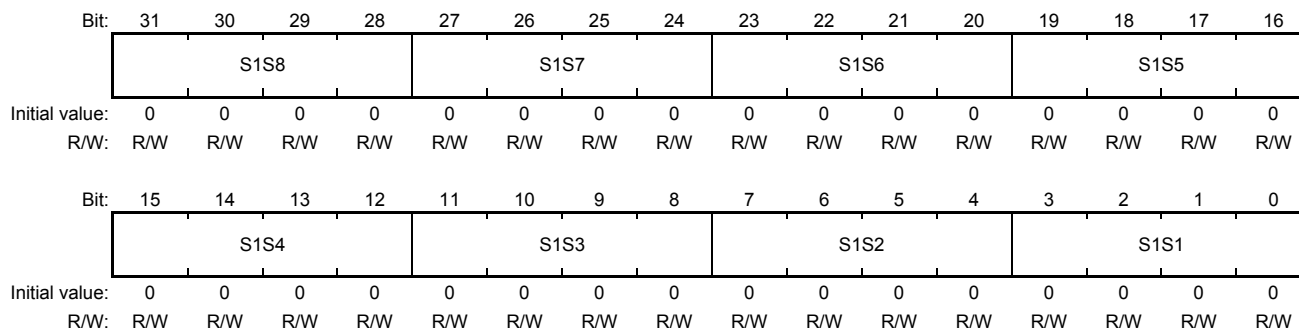 Bit: 31 30 29 28 27 26 25 24 23 22 21 20 19 18 17 16
S1S8 S1S7 S1S6 S1S5
Initial value: 0 0 0 0 0 0 0 0 0 0 0 0 0 0 0 0
R/W: R/W R/W R/W R/W R/W R/W R/W R/W R/W R/W R/W R/W R/W R/W R/W R/W
Bit: 15 14 13 12 11 10 9 8 7 6 5 4 3 2 1 0
S1S4 S1S3 S1S2 S1S1
Initial value: 0 0 0 0 0 0 0 0 0 0 0 0 0 0 0 0
R/W: R/W R/W R/W R/W R/W R/W R/W R/W R/W R/W R/W R/W R/W R/W R/W R/W